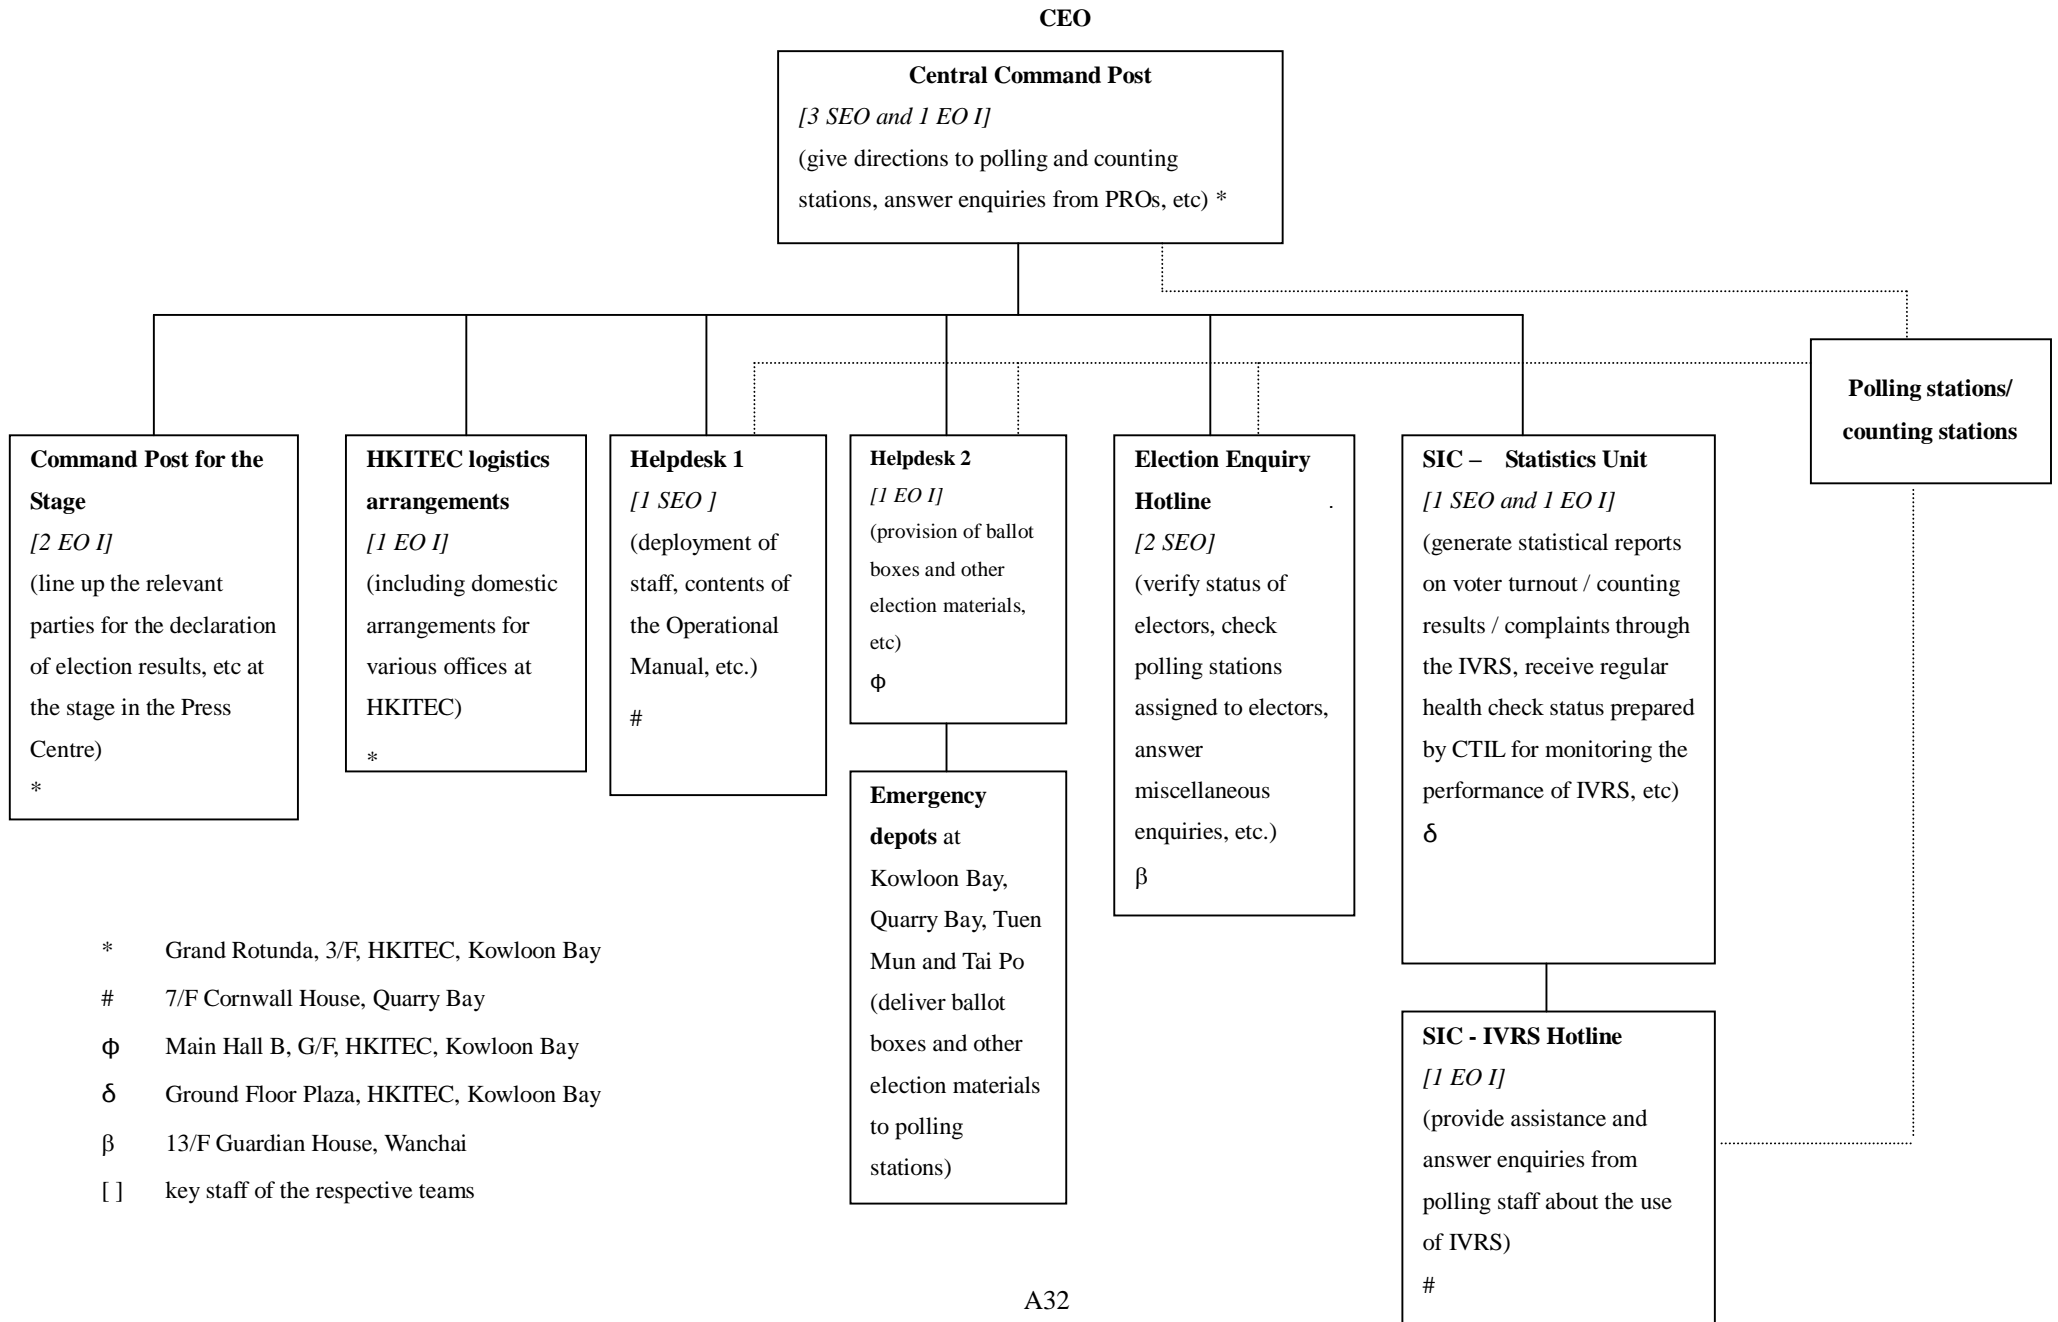 CEO
Central Command Post
[3 SEO and 1 EO I]
(give directions to polling and counting
stations, answer enquiries from PROs, etc) *
Polling stations/
counting stations
Command Post for the
Stage
[2 EO I]
(line up the relevant
parties for the declaration
of election results, etc at
the stage in the Press
Centre)
*
HKITEC logistics
arrangements
[1 EO I]
(including domestic
arrangements for
various offices at
HKITEC)
*
Helpdesk 1
[1 SEO ]
(deployment of
staff, contents of
the Operational
Manual, etc.)
#
Helpdesk 2
[1 EO I]
(provision of ballot
boxes and other
election materials,
etc)
ф
Emergency
depots at
Kowloon Bay,
Quarry Bay, Tuen
Mun and Tai Po
(deliver ballot
boxes and other
election materials
to polling
stations)
Election Enquiry
Hotline .
[2 SEO]
(verify status of
electors, check
polling stations
assigned to electors,
answer
miscellaneous
enquiries, etc.)
β
SIC – Statistics Unit
[1 SEO and 1 EO I]
(generate statistical reports
on voter turnout / counting
results / complaints through
the IVRS, receive regular
health check status prepared
by CTIL for monitoring the
performance of IVRS, etc)
δ
SIC - IVRS Hotline
[1 EO I]
(provide assistance and
answer enquiries from
polling staff about the use
of IVRS)
#
* Grand Rotunda, 3/F, HKITEC, Kowloon Bay
# 7/F Cornwall House, Quarry Bay
ф Main Hall B, G/F, HKITEC, Kowloon Bay
δ Ground Floor Plaza, HKITEC, Kowloon Bay
β 13/F Guardian House, Wanchai
[ ] key staff of the respective teams
A32